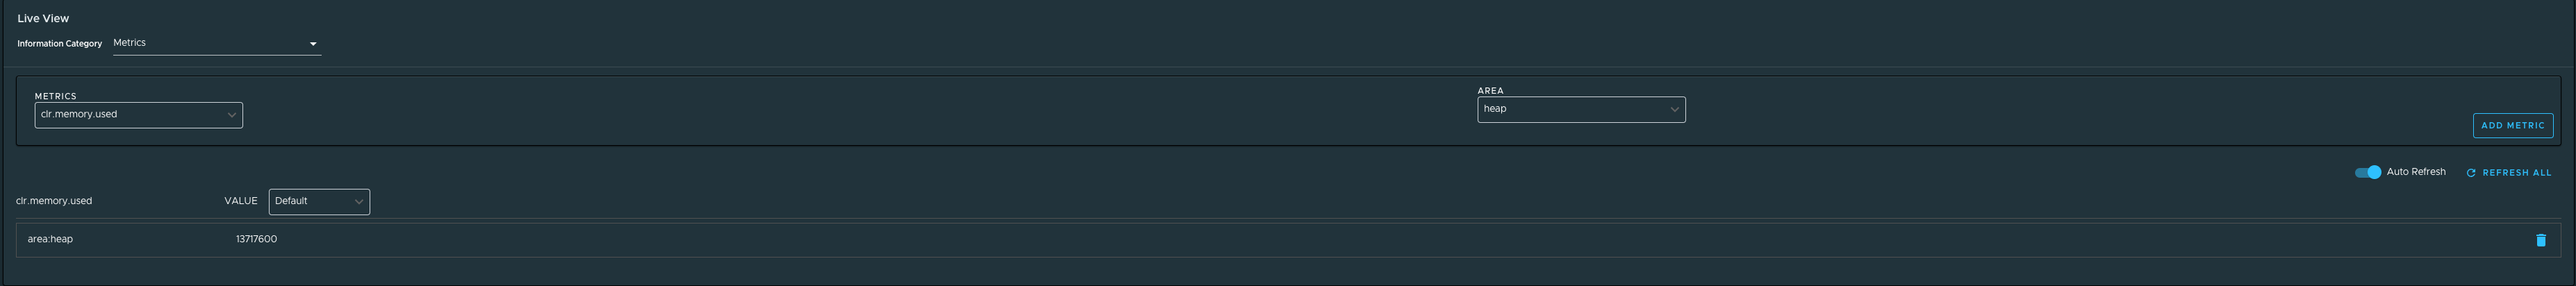 Live View
Information Category Metrics
METRICS
clr.memory.used
AREA
heap
ADD METRIC
Auto Refresh REFRESH ALL
clr.memory.used VALUE Default
area:heap 13717600